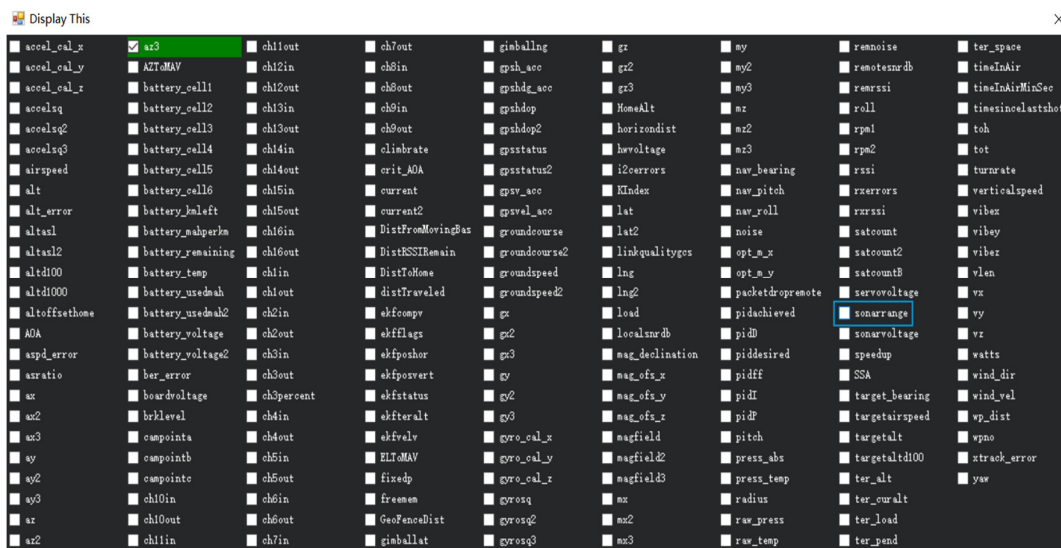 Display This
accel_cal_x
accel_cal_y
accel_cal_z
accelsq
accelsq2
accelsq3
airspeed
alt
alt_error
altasl
altasl2
altd100
altd1000
altoffsethome
AOA
aspd_error
asratio
ax
ax2
ax3
ay
ay2
ay3
az
az2
az3
AZToMAV
battery_cell1
battery_cell2
battery_cell3
battery_cell4
battery_cell5
battery_cell6
battery_kmleft
battery_mahperkm
battery_remaining
battery_temp
battery_usedmah
battery_usedmah2
battery_voltage
battery_voltage2
ber_error
boardvoltage
brklevel
campointa
campointb
campointc
ch10in
ch10out
ch11in
ch11out
ch12in
ch12out
ch13in
ch13out
ch14in
ch14out
ch15in
ch15out
ch16in
ch16out
ch1in
ch1out
ch2in
ch2out
ch3in
ch3out
ch3percent
ch4in
ch4out
ch5in
ch5out
ch6in
ch6out
ch7in
ch7out
ch8in
ch8out
ch9in
ch9out
climbrate
crit_AOA
current
current2
DistFromMovingBas
DistRSSIRemain
DistToHome
distTraveled
ekfcompv
ekfflags
ekfposhor
ekfposvert
ekfstatus
ekfteralt
ekfvelv
ELToMAV
fixedp
freemem
GeoFenceDist
gimballat
gimballng
gpsh_acc
gpshdg_acc
gpshdop
gpshdop2
gpsstatus
gpsstatus2
gpsv_acc
gpsvel_acc
groundcourse
groundcourse2
groundspeed
groundspeed2
gx
gx2
gx3
gy
gy2
gy3
gyro_cal_x
gyro_cal_y
gyro_cal_z
gyrosq
gyrosq2
gyrosq3
gz
gz2
gz3
HomeAlt
horizondist
hwvoltage
i2cerrors
KIndex
lat
lat2
linkqualitygcs
lng
lng2
load
localsnrdb
mag_declination
mag_ofs_x
mag_ofs_y
mag_ofs_z
magfield
magfield2
magfield3
mx
mx2
mx3
my
my2
my3
mz
mz2
mz3
nav_bearing
nav_pitch
nav_roll
noise
opt_m_x
opt_m_y
packetdropremote
pidachieved
pidD
piddesired
pidff
pidI
pidP
pitch
press_abs
press_temp
radius
raw_press
raw_temp
remnoise
remotesnrdb
remrssi
roll
rpm1
rpm2
rssi
rxerrors
rxrssi
satcount
satcount2
satcountB
servovoltage
sonarrange
sonarvoltage
speedup
SSA
target_bearing
targetairspeed
targetalt
targetaltd100
ter_alt
ter_curalt
ter_load
ter_pend
ter_space
timeInAir
timeInAirMinSec
timesincelastshot
toh
tot
turnrate
verticalspeed
vibex
vibey
vibez
vlen
vx
vy
vz
watts
wind_dir
wind_vel
wp_dist
wpno
xtrack_error
yaw